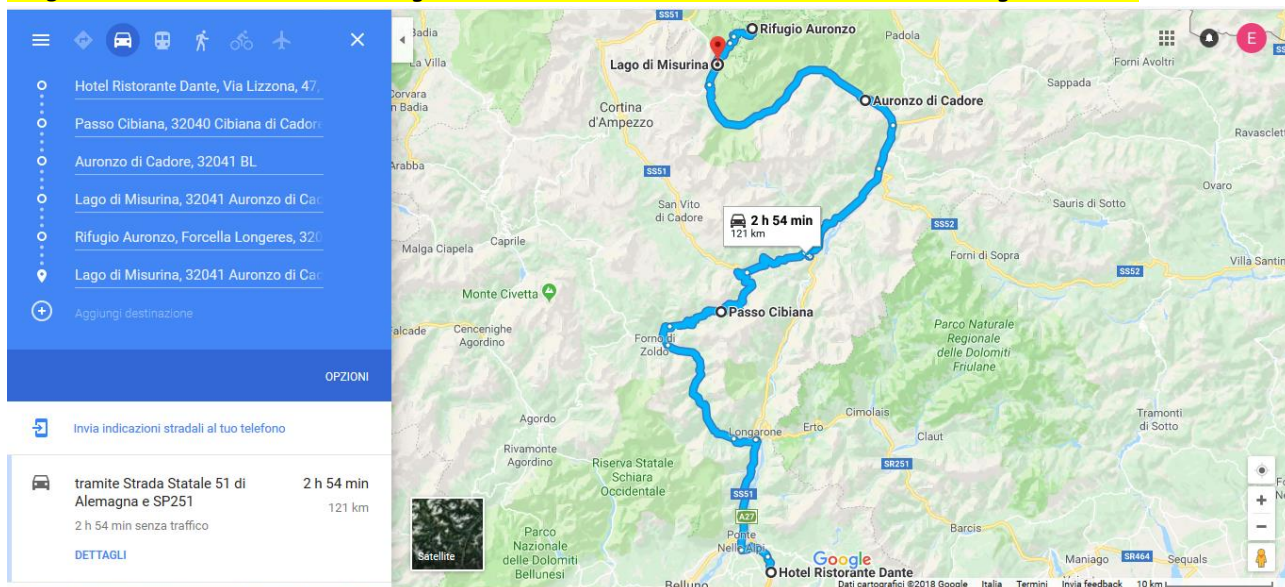 Hotel Ristorante Dante, Via Lizzona, 47,
Passo Cibiana, 32040 Cibiana di Cadore
Auronzo di Cadore, 32041 BL
Lago di Misurina, 32041 Auronzo di Cad
Rifugio Auronzo, Forcella Longeres, 320
Lago di Misurina, 32041 Auronzo di Cad
Aggiungi destinazione
OPZIONI
Invia indicazioni stradali al tuo telefono
tramite Strada Statale 51 di
Alemagna e SP251
2 h 54 min
121 km
2 h 54 min senza traffico
DETTAGLI
SS51
Badia
Rifugio Auronzo
Padola
E
La Villa
Lago di Misurina
Forni Avoltri
Sappada
Corvara
in Badia
Cortina
d'Ampezzo
Auronzo di Cadore
Arabba
SS51
Ovaro
San Vito
di Cadore
2 h 54 min
121 km
Sauris di Sotto
SS52
Malga Ciapela
Caprile
Forni di Sopra
SS52
Monte Civetta
Passo Cibiana
Cencenighe
Agordino
Forno di
Zoldo
Parco Naturale
Regionale
delle Dolomiti
Friulane
Agordo
Cimolais
Tramonti
di Sotto
Longarone
Erto
Claut
Rivamonte
Agordino
Riserva Statale
Schiara
Occidentale
SR251
SS51
A27
Barcis
Ponte
Nelle Alpi
Parco
Nazionale
delle Dolomiti
Bellunesi
Satellite
Google
Maniago
SR464
Sequals
Hotel Ristorante Dante
Belluno
Dati cartografici ©2018 Google
Italia
Termini
Invia feedback
10 km